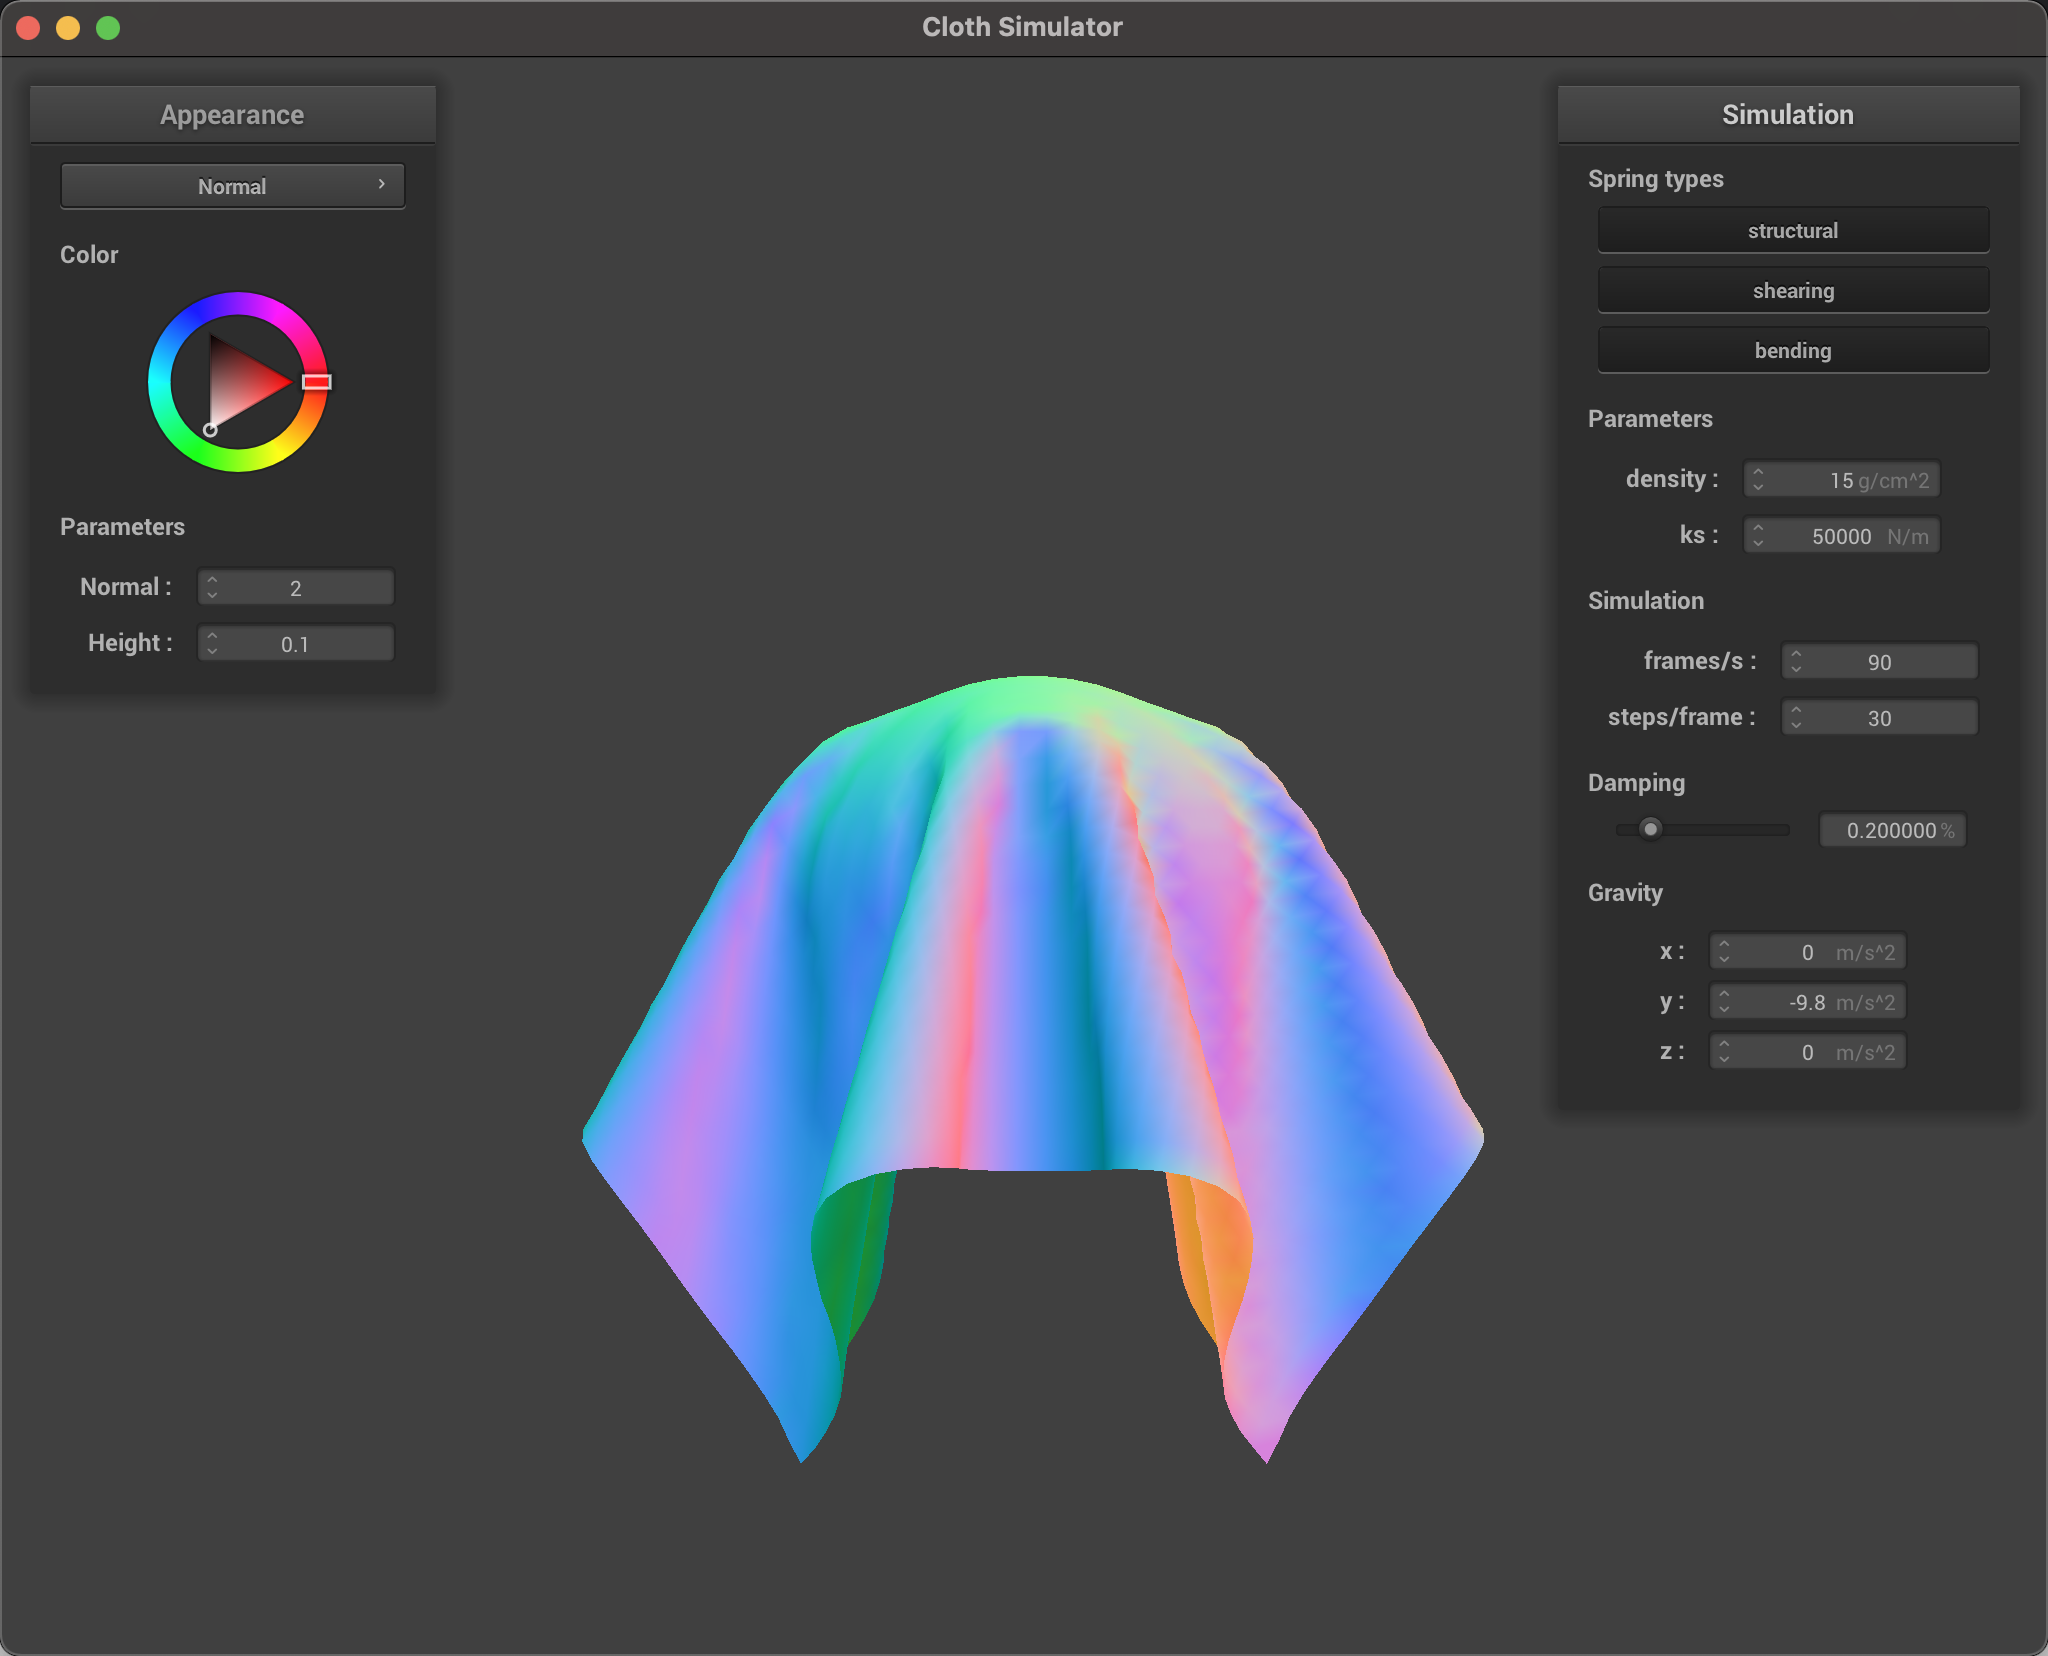 Cloth Simulator
Appearance
Normal
Color
Parameters
Normal : 2
Height : 0.1
Simulation
Spring types
structural
shearing
bending
Parameters
density : 15 g/cm^2
ks : 50000 N/m
Simulation
frames/s : 90
steps/frame : 30
Damping
0.200000 %
Gravity
x : 0 m/s^2
y : -9.8 m/s^2
z : 0 m/s^2